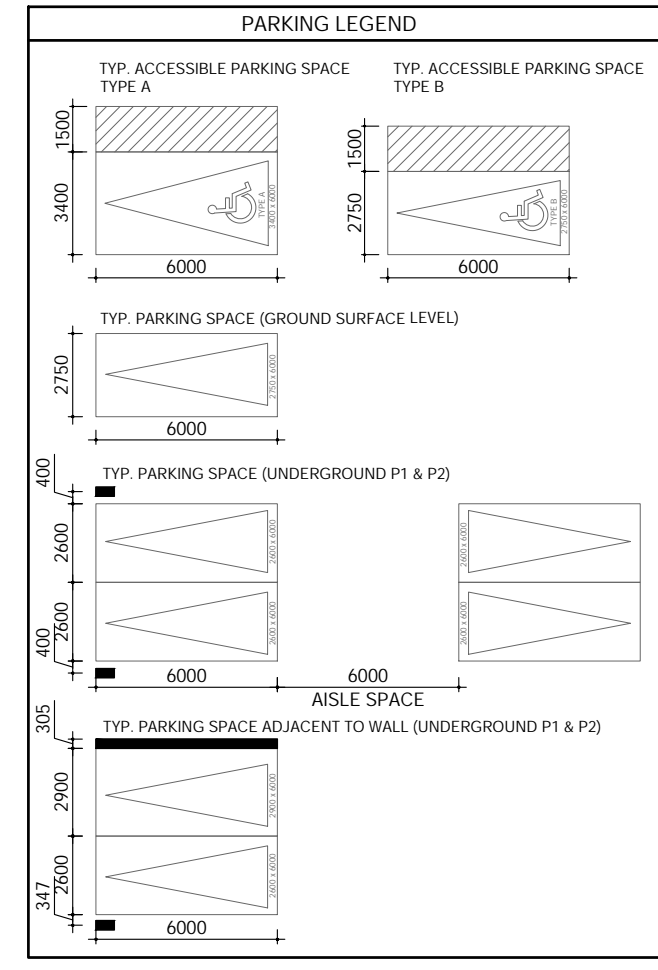 PARKING LEGEND
TYP. ACCESSIBLE PARKING SPACE
TYPE A
1500
3400
TYPE A
3400 x 6000
6000
TYP. ACCESSIBLE PARKING SPACE
TYPE B
1500
2750
TYPE B
2750 x 6000
6000
TYP. PARKING SPACE (GROUND SURFACE LEVEL)
2750
2750 x 6000
6000
TYP. PARKING SPACE (UNDERGROUND P1 & P2)
400
2600
2600 x 6000
2600 x 6000
2600
2600 x 6000
2600 x 6000
400
6000
6000
AISLE SPACE
TYP. PARKING SPACE ADJACENT TO WALL (UNDERGROUND P1 & P2)
305
2900
2900 x 6000
2600
2600 x 6000
347
6000